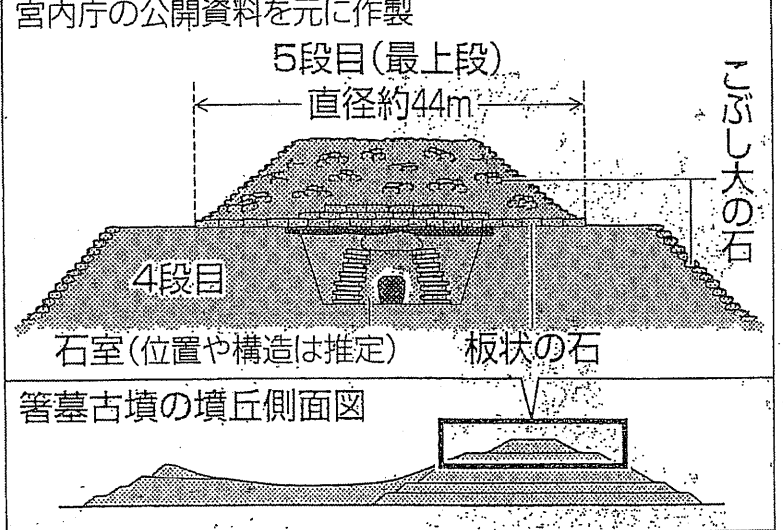 宮内庁の公開資料を元に作製
5段目(最上段)
直径約44m
こぶし大の石
4段目
石室(位置や構造は推定)
板状の石
箸墓古墳の墳丘側面図